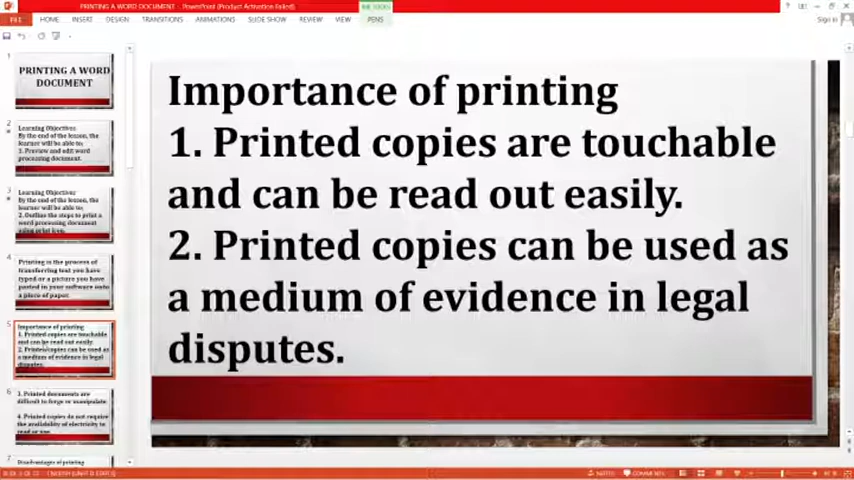 PRINTING A WORD DOCUMENT - PowerPoint (Product Activation Failed)
FILE HOME INSERT DESIGN TRANSITIONS ANIMATIONS SLIDE SHOW REVIEW VIEW PENS
Sign in
1
PRINTING A WORD
DOCUMENT
2
Learning Objectives
By the end of the lesson, the
learner will be able to;
1. Preview and edit word
processing document.
3
Learning Objectives
By the end of the lesson, the
learner will be able to;
2. Outline the steps to print a
word processing document
using print icon.
4
Printing is the process of
transferring text you have
typed or a picture you have
pasted in your software onto
a piece of paper.
5
Importance of printing
1. Printed copies are touchable
and can be read out easily.
2. Printed copies can be used as
a medium of evidence in legal
disputes.
6
3. Printed documents are
difficult to forge or manipulate.
4. Printed copies do not require
the availability of electricity to
read or use.
7
Disadvantages of printing
Importance of printing
1. Printed copies are touchable
and can be read out easily.
2. Printed copies can be used as
a medium of evidence in legal
disputes.
NOTES COMMENTS